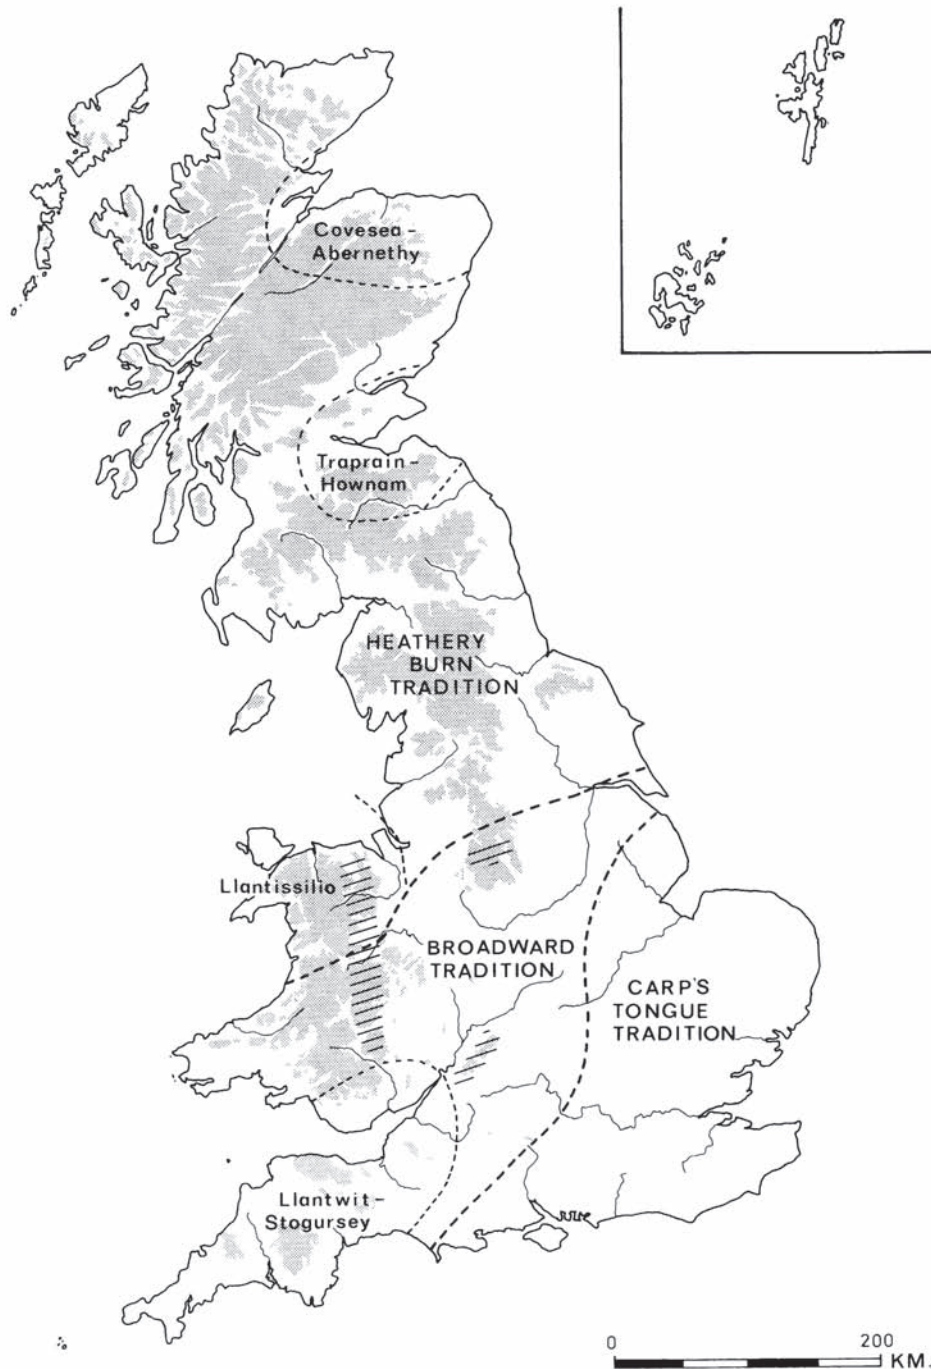 Covesea-
Abernethy
Traprain-
Hownam
HEATHERY
BURN
TRADITION
Llantissilio
BROADWARD
TRADITION
CARP'S
TONGUE
TRADITION
Llantwit-
Stogursey
0 200
KM.